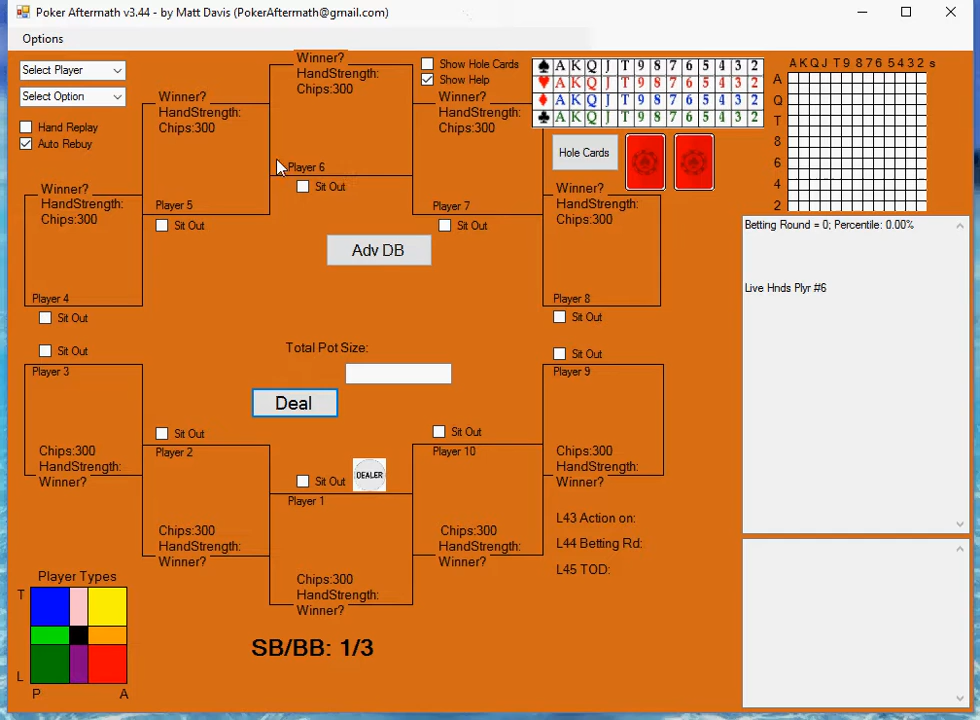 Poker Aftermath v3.44 - by Matt Davis (PokerAftermath@gmail.com)
Options
Select Player
Select Option
Hand Replay
Auto Rebuy
Winner?
HandStrength:
Chips:300
Player 4
Sit Out
Winner?
HandStrength:
Chips:300
Player 5
Sit Out
Winner?
HandStrength:
Chips:300
Player 6
Sit Out
Show Hole Cards
Show Help
Winner?
HandStrength:
Chips:300
Player 7
Sit Out
♠ A K Q J T 9 8 7 6 5 4 3 2
♥ A K Q J T 9 8 7 6 5 4 3 2
♦ A K Q J T 9 8 7 6 5 4 3 2
♣ A K Q J T 9 8 7 6 5 4 3 2
Hole Cards
Winner?
HandStrength:
Chips:300
Player 8
Sit Out
A K Q J T 9 8 7 6 5 4 3 2 s
A
Q
T
8
6
4
2
Betting Round = 0; Percentile: 0.00%
Live Hnds Plyr #6
Adv DB
Total Pot Size:
Deal
Sit Out
Player 3
Chips:300
HandStrength:
Winner?
Sit Out
Player 2
Chips:300
HandStrength:
Winner?
Sit Out
DEALER
Player 1
Chips:300
HandStrength:
Winner?
Sit Out
Player 10
Chips:300
HandStrength:
Winner?
Sit Out
Player 9
Chips:300
HandStrength:
Winner?
L43 Action on:
L44 Betting Rd:
L45 TOD:
Player Types
T
L
P A
SB/BB: 1/3